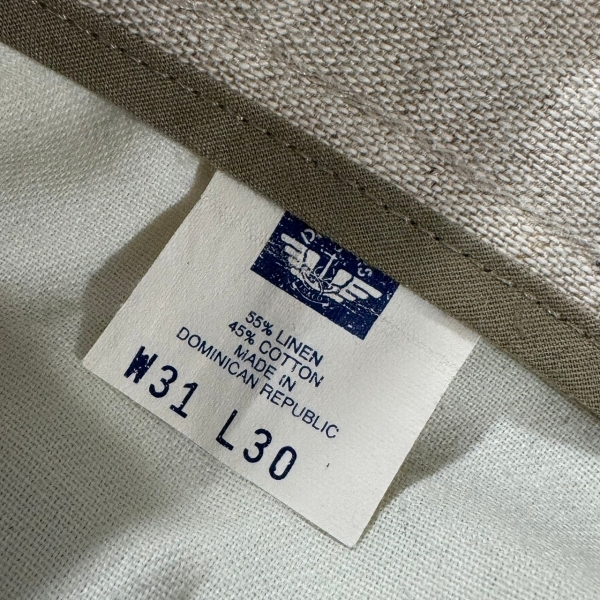 55% LINEN
45% COTTON
MADE IN
DOMINICAN REPUBLIC
W31 L30